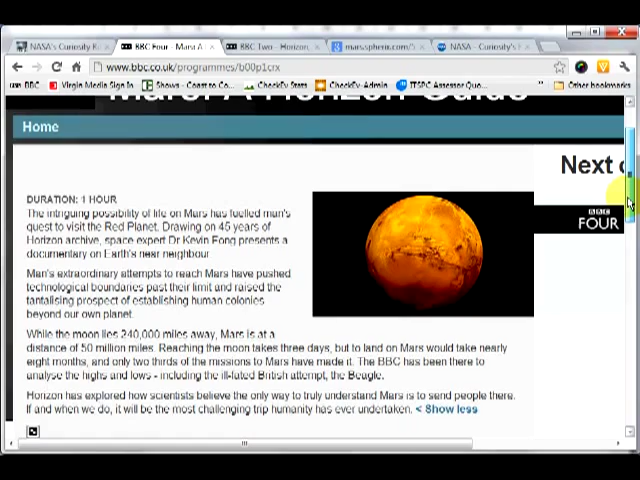 NASA's Curiosity R
BBC Four - Mars: A
BBC Two - Horizon,
mars.spherix.com/
NASA - Curiosity's
www.bbc.co.uk/programmes/b00p1crx
BBC
Virgin Media Sign In
Shows - Coast to Co...
CheckEv Stats
CheckEv-Admin
ITSPC Assessor Quo...
Other bookmarks
Mars: A Horizon Guide
Home
Next o
DURATION: 1 HOUR
The intriguing possibility of life on Mars has fuelled man's
quest to visit the Red Planet. Drawing on 45 years of
Horizon archive, space expert Dr Kevin Fong presents a
documentary on Earth's near neighbour
BBC
FOUR
Man's extraordinary attempts to reach Mars have pushed
technological boundaries past their limit and raised the
tantalising prospect of establishing human colonies
beyond our own planet.
While the moon lies 240,000 miles away, Mars is at a
distance of 50 million miles. Reaching the moon takes three days, but to land on Mars would take nearly
eight months, and only two thirds of the missions to Mars have made it. The BBC has been there to
analyse the highs and lows - including the ill-fated British attempt, the Beagle.
Horizon has explored how scientists believe the only way to truly understand Mars is to send people there.
If and when we do, it will be the most challenging trip humanity has ever undertaken. < Show less